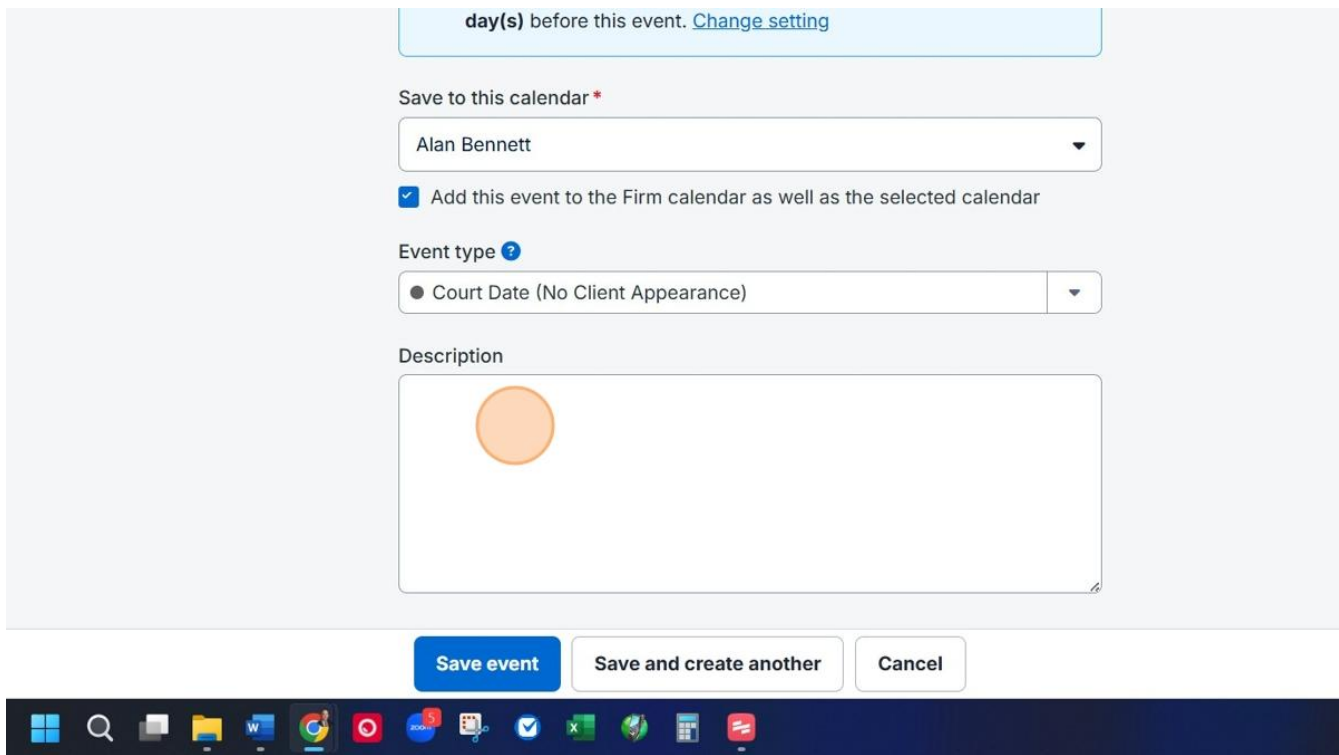 day(s) before this event. Change setting
Save to this calendar*
Alan Bennett
Add this event to the Firm calendar as well as the selected calendar
Event type ?
Court Date (No Client Appearance)
Description
Save event Save and create another Cancel
W zoom 5 X